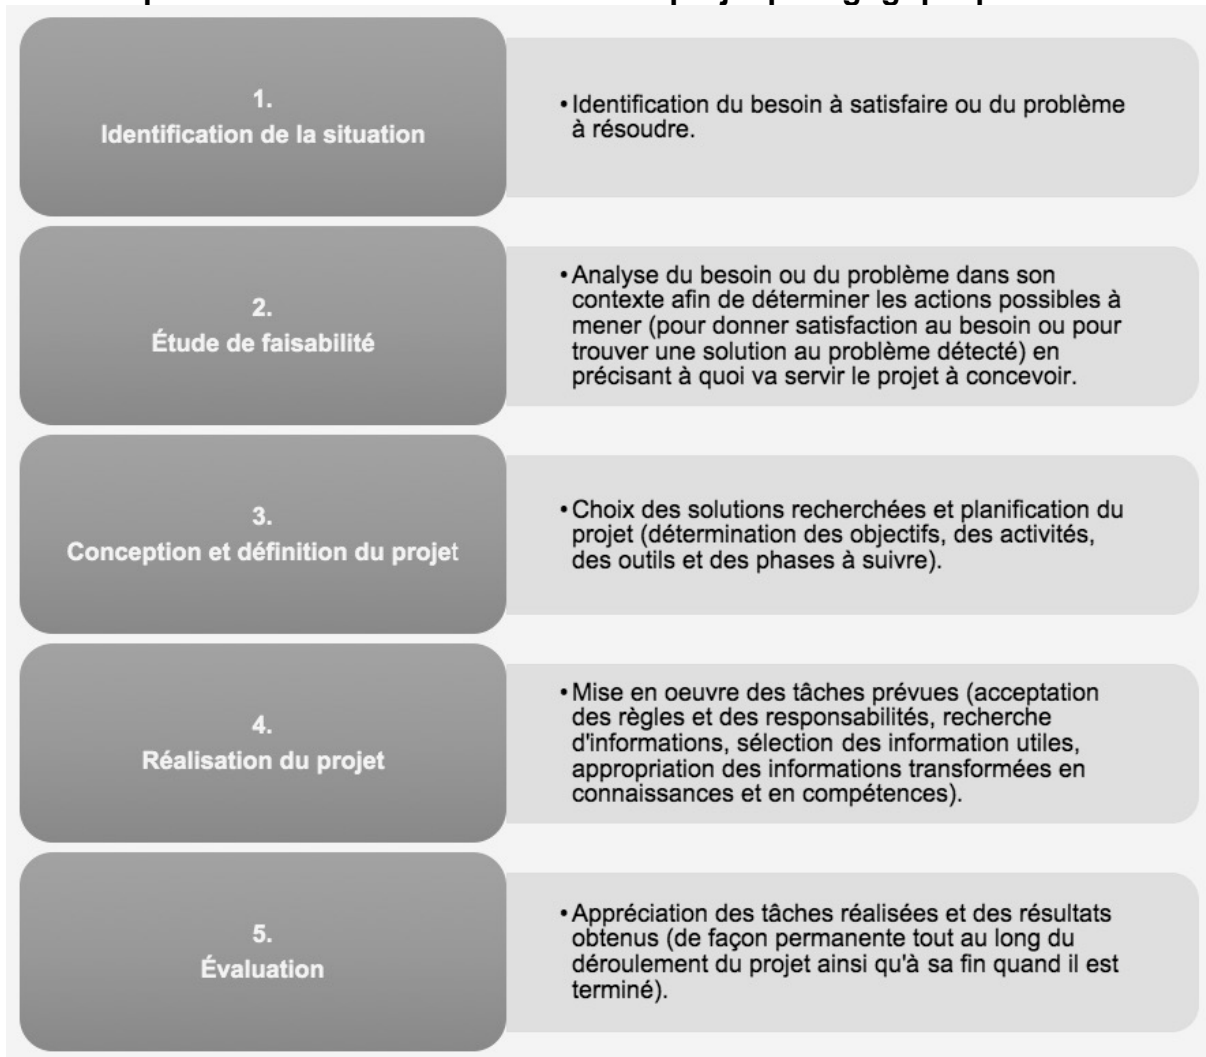 1.
Identification de la situation
• Identification du besoin à satisfaire ou du problème
à résoudre.
2.
Étude de faisabilité
• Analyse du besoin ou du problème dans son
contexte afin de déterminer les actions possibles à
mener (pour donner satisfaction au besoin ou pour
trouver une solution au problème détecté) en
précisant à quoi va servir le projet à concevoir.
3.
Conception et définition du projet
• Choix des solutions recherchées et planification du
projet (détermination des objectifs, des activités,
des outils et des phases à suivre).
4.
Réalisation du projet
• Mise en oeuvre des tâches prévues (acceptation
des règles et des responsabilités, recherche
d'informations, sélection des information utiles,
appropriation des informations transformées en
connaissances et en compétences).
5.
Évaluation
• Appréciation des tâches réalisées et des résultats
obtenus (de façon permanente tout au long du
déroulement du projet ainsi qu'à sa fin quand il est
terminé).